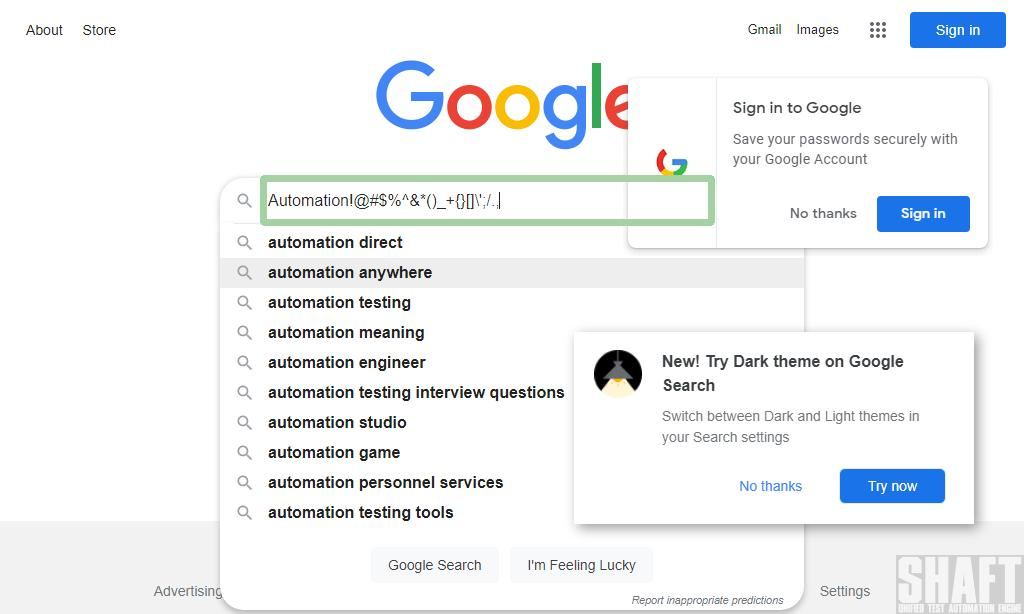 About Store
Gmail Images
Sign in
Google
Sign in to Google
Save your passwords securely with
your Google Account
No thanks Sign in
Automation!@#$%^&*()_+{}[]\';/.,
automation direct
automation anywhere
automation testing
automation meaning
automation engineer
automation testing interview questions
automation studio
automation game
automation personnel services
automation testing tools
New! Try Dark theme on Google
Search
Switch between Dark and Light themes in
your Search settings
No thanks Try now
Google Search I'm Feeling Lucky
Report inappropriate predictions
Advertising
Settings
SHAFT
UNIFIED TEST AUTOMATION ENGINE